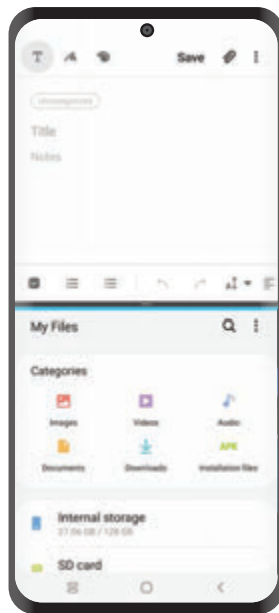 T
Save
Uncategorized
Title
Notes
My Files
Categories
Images Videos Audio
APK
Documents Downloads Installation files
Internal storage
27.06 GB / 128 GB
SD card